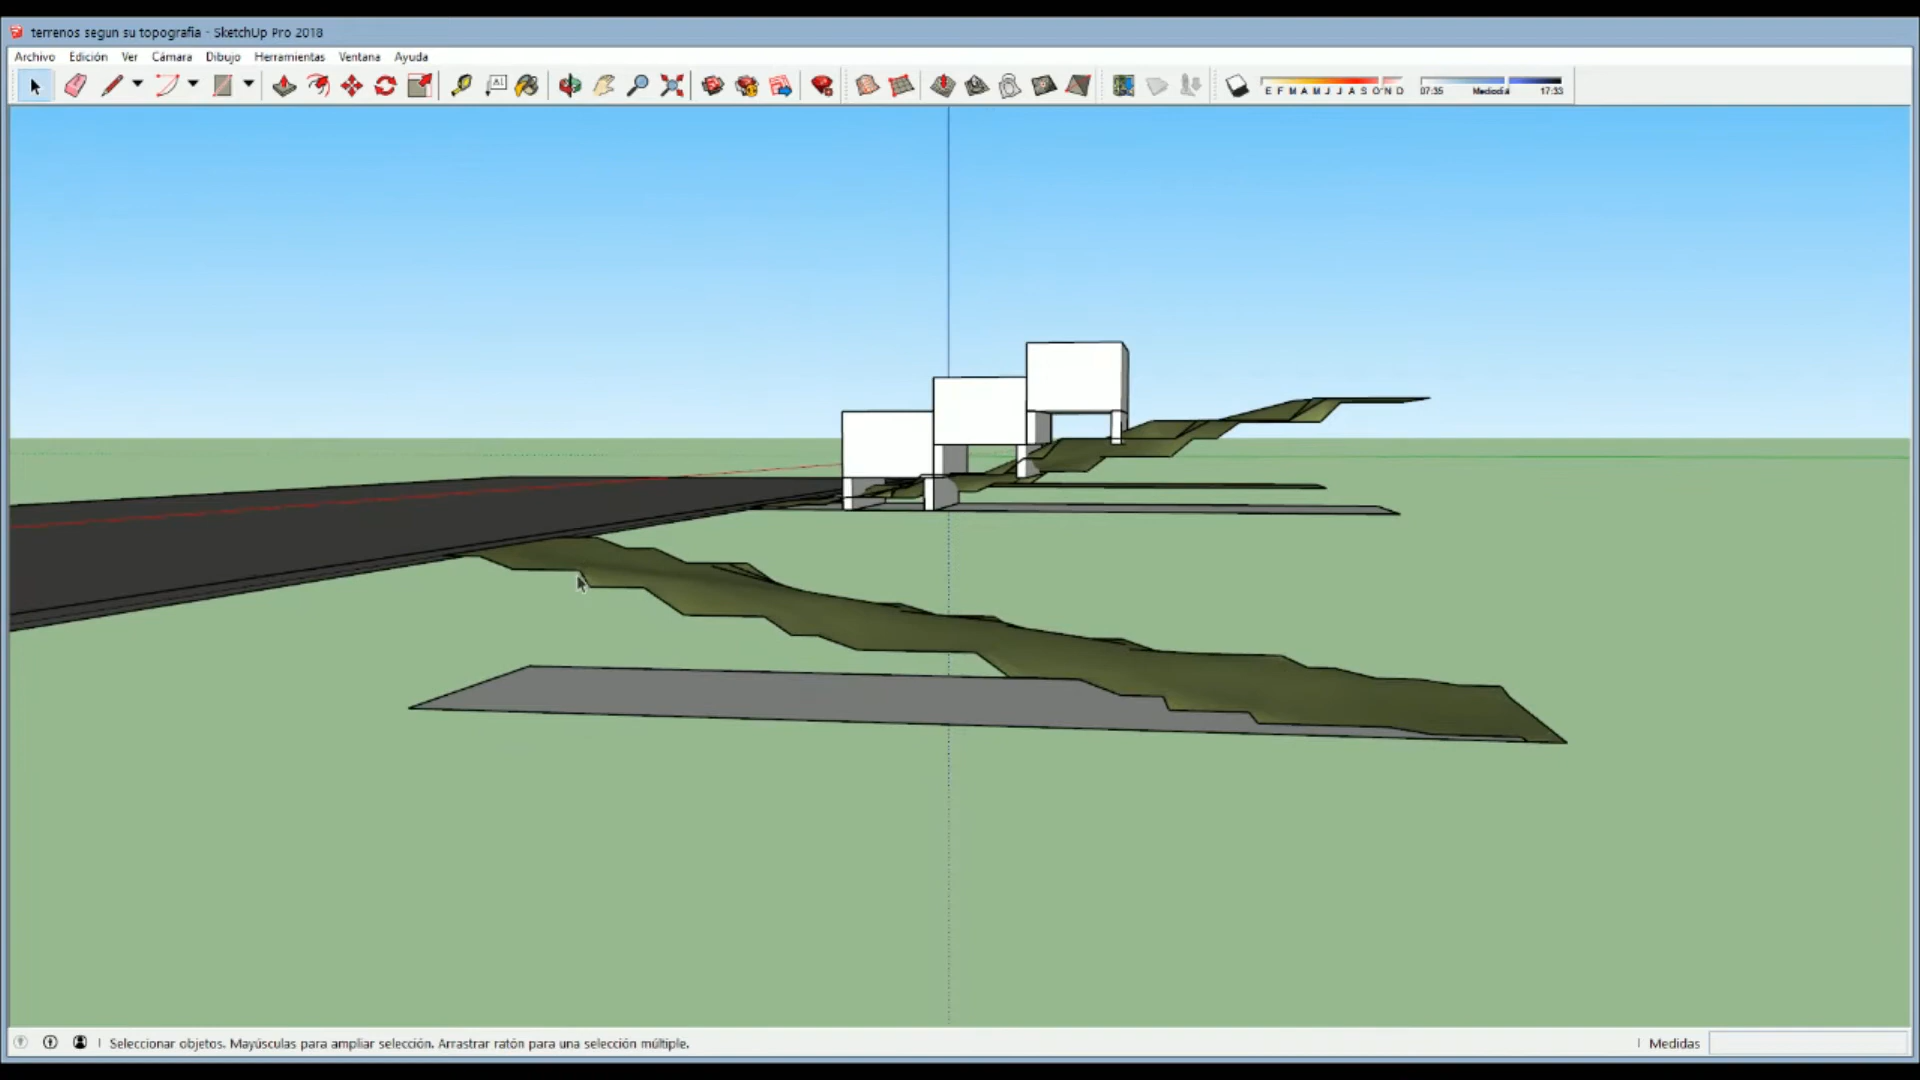 terrenos segun su topografia - SketchUp Pro 2018
Archivo Edición Ver Cámara Dibujo Herramientas Ventana Ayuda
A1
E F M A M J J A S O N D 07:35 Mediodía 17:33
Seleccionar objetos. Mayúsculas para ampliar selección. Arrastrar ratón para una selección múltiple. Medidas